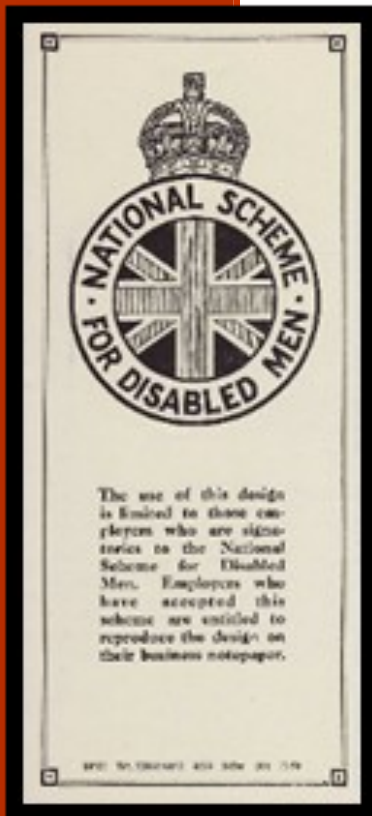 NATIONAL SCHEME
FOR DISABLED MEN
The use of this design
is limited to those em-
ployers who are signa-
tories to the National
Scheme for Disabled
Men. Employers who
have accepted this
scheme are entitled to
reproduce the design on
their business notepaper.